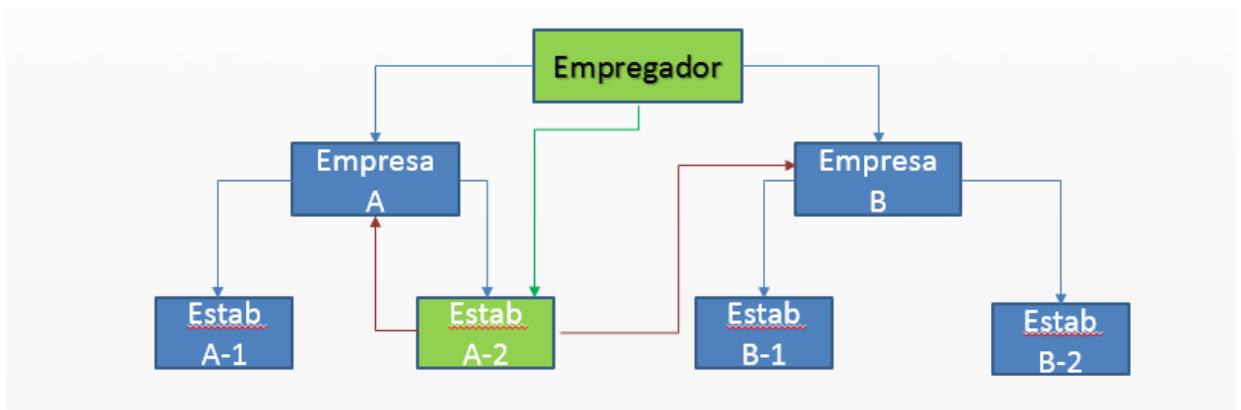 Empregador
Empresa
A
Empresa
B
Estab
A-1
Estab
A-2
Estab
B-1
Estab
B-2